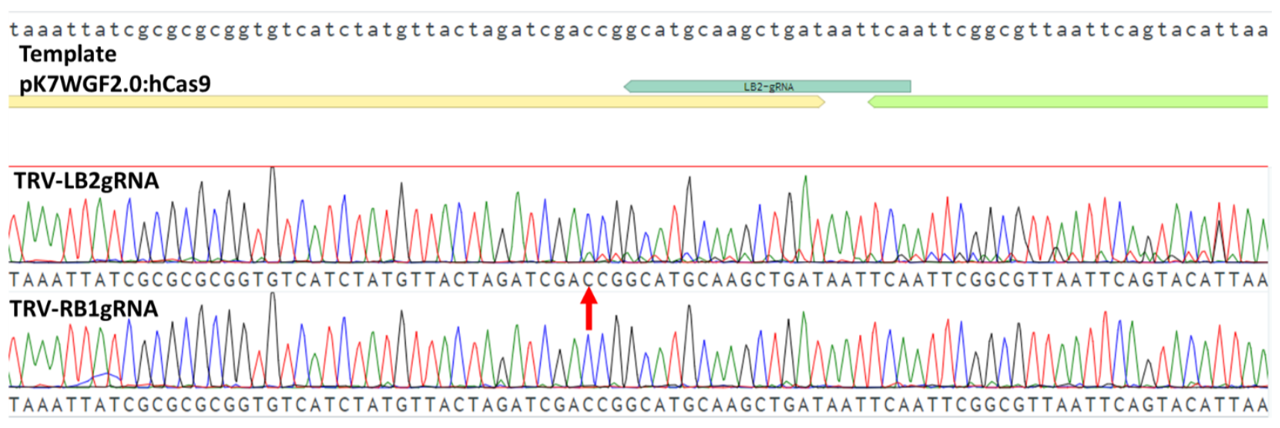 taaattatcgcgcgcggtgtcatctatgttactagatcgaccggcatgcaagctgataattcaattcggcgttaattcagtacattaa
Template
pK7WGF2.0:hCas9
LB2-gRNA
TRV-LB2gRNA
TAAATTATCGCGCGCGGTGTCATCTATGTTACTAGATCGACCGGCATGCAAGCTGATAATTCAATTCGGCGTTAATTCAGTACATTAA
TRV-RB1gRNA
TAAATTATCGCGCGCGGTGTCATCTATGTTACTAGATCGACCGGCATGCAAGCTGATAATTCAATTCGGCGTTAATTCAGTACATTAA